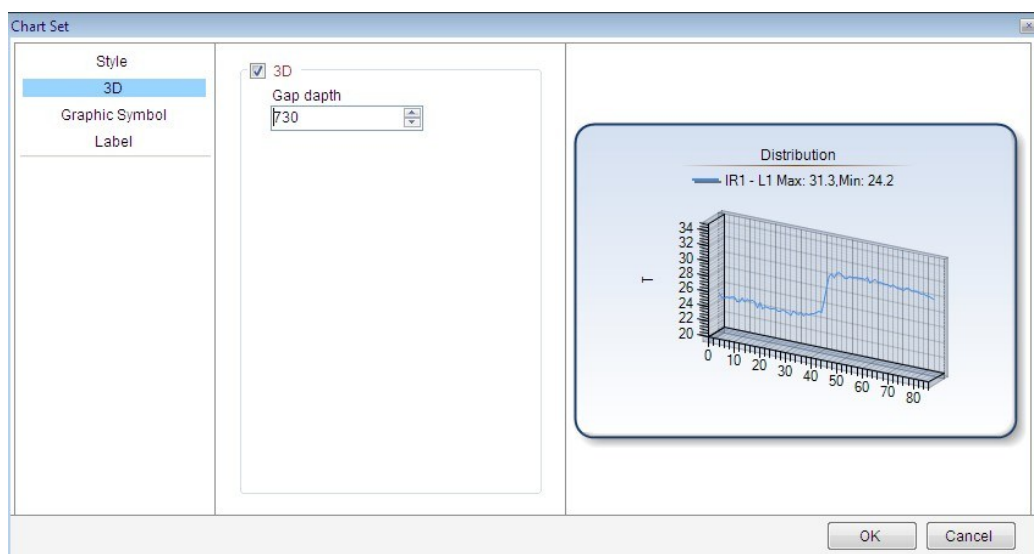 Chart Set
Style
3D
Graphic Symbol
Label
3D
Gap dapth
730
Distribution
IR1 - L1 Max: 31.3,Min: 24.2
T
34
32
30
28
26
24
22
20
0 10 20 30 40 50 60 70 80
OK Cancel